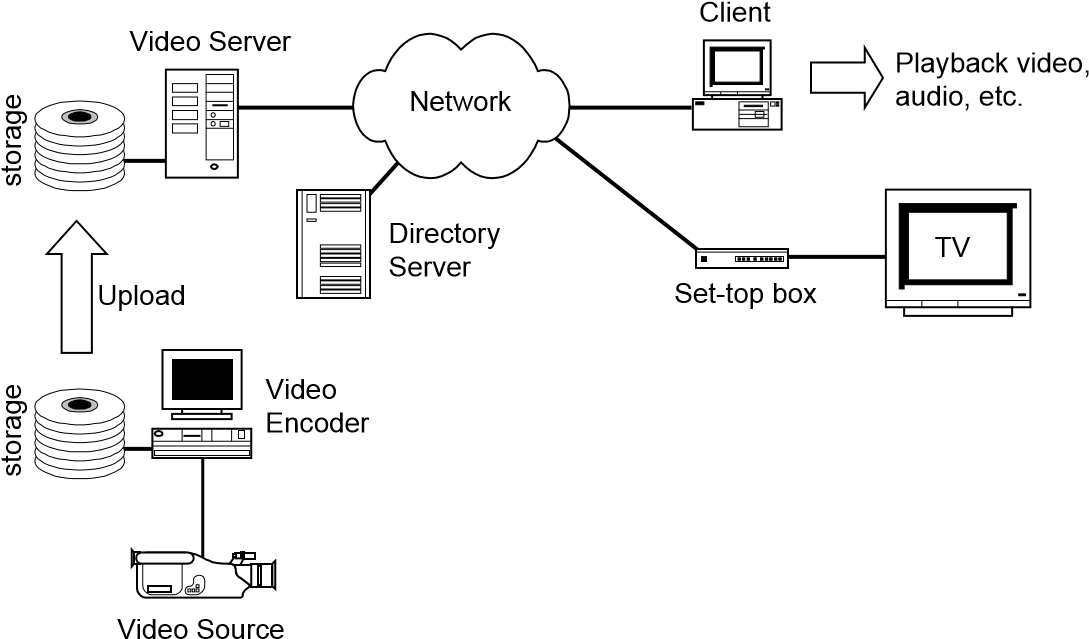 Client
Video Server
Playback video,
audio, etc.
Network
storage
Directory
Server
TV
Set-top box
Upload
Video
Encoder
storage
Video Source